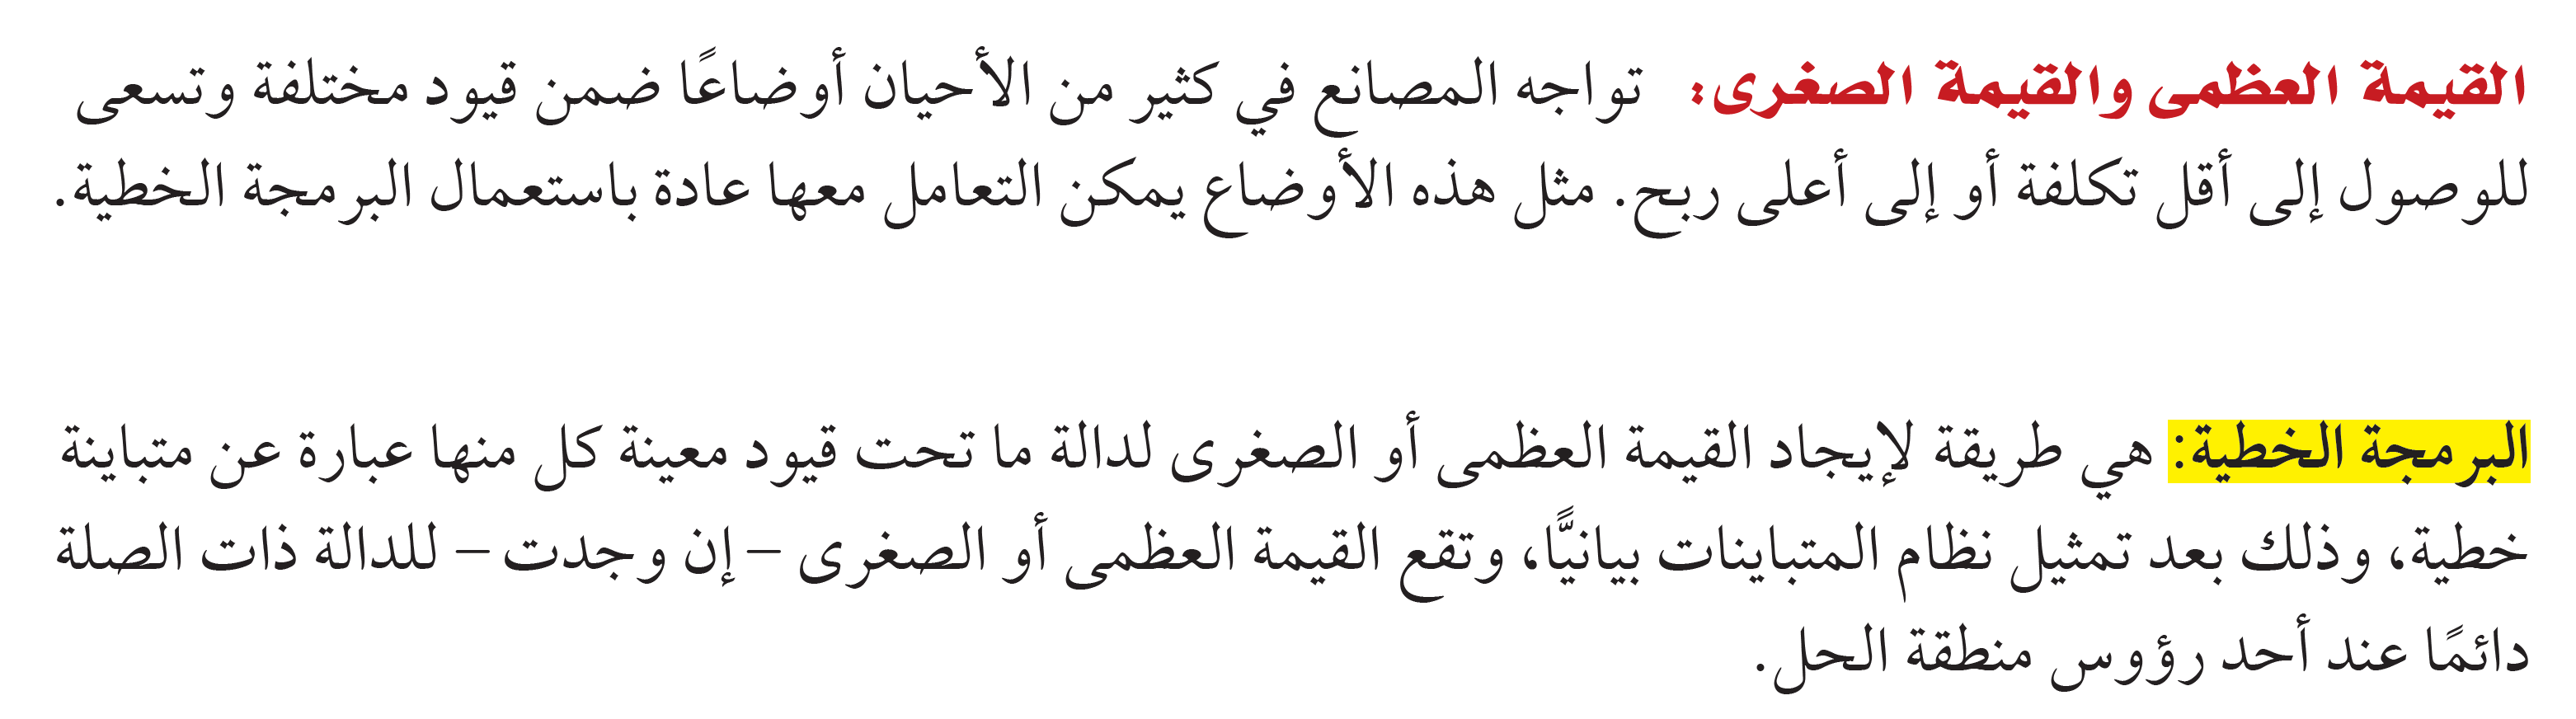 القيمة العظمى والقيمة الصغرى: تواجه المصانع في كثير من الأحيان أوضاعًا ضمن قيود مختلفة وتسعى
للوصول إلى أقل تكلفة أو إلى أعلى ربح. مثل هذه الأوضاع يمكن التعامل معها عادة باستعمال البرمجة الخطية.
البرمجة الخطية: هي طريقة لإيجاد القيمة العظمى أو الصغرى لدالة ما تحت قيود معينة كل منها عبارة عن متباينة
خطية، وذلك بعد تمثيل نظام المتباينات بيانيًّا، وتقع القيمة العظمى أو الصغرى – إن وجدت – للدالة ذات الصلة
دائمًا عند أحد رؤوس منطقة الحل.